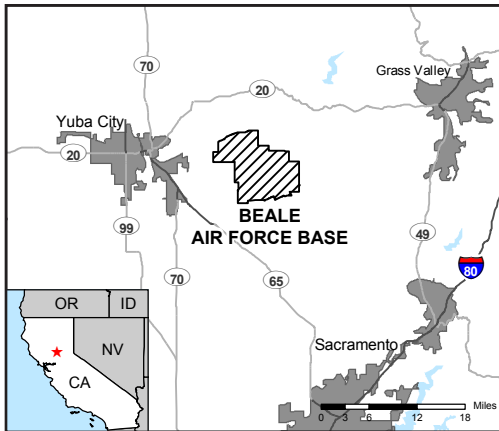 70
Grass Valley
20
Yuba City
20
BEALE
AIR FORCE BASE
99
49
80
70
65
OR
ID
NV
CA
Sacramento
Miles
0 3 6 12 18